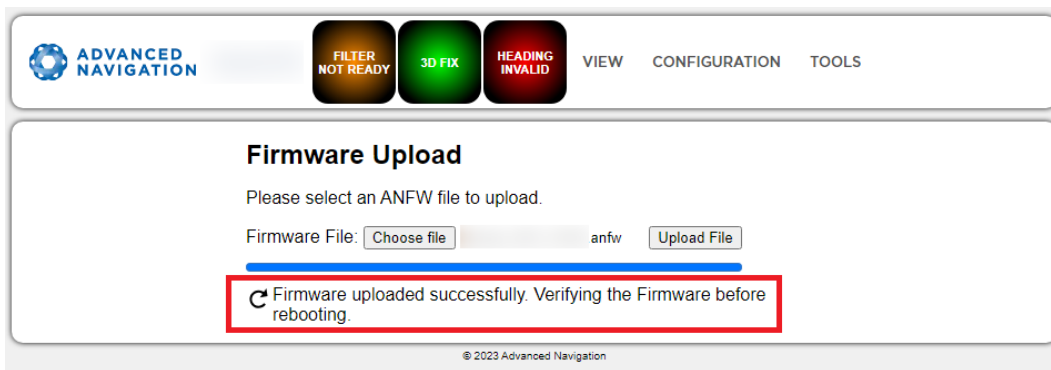 ADVANCED
NAVIGATION
FILTER
NOT READY
3D FIX
HEADING
INVALID
VIEW
CONFIGURATION
TOOLS
Firmware Upload
Please select an ANFW file to upload.
Firmware File: Choose file anfw Upload File
Firmware uploaded successfully. Verifying the Firmware before
rebooting.
© 2023 Advanced Navigation